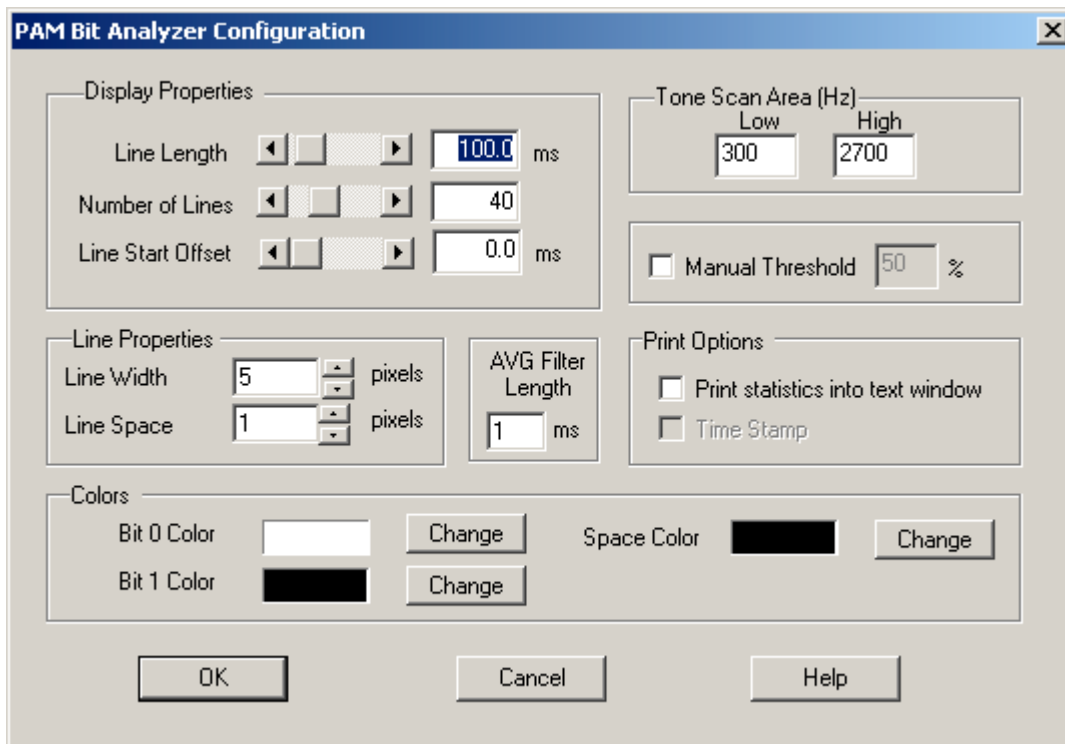 PAM Bit Analyzer Configuration
Display Properties
Line Length 100.0 ms
Number of Lines 40
Line Start Offset 0.0 ms
Tone Scan Area (Hz)
Low High
300 2700
Manual Threshold 50 %
Line Properties
Line Width 5 pixels
Line Space 1 pixels
AVG Filter
Length
1 ms
Print Options
Print statistics into text window
Time Stamp
Colors
Bit 0 Color Change
Space Color Change
Bit 1 Color Change
OK Cancel Help